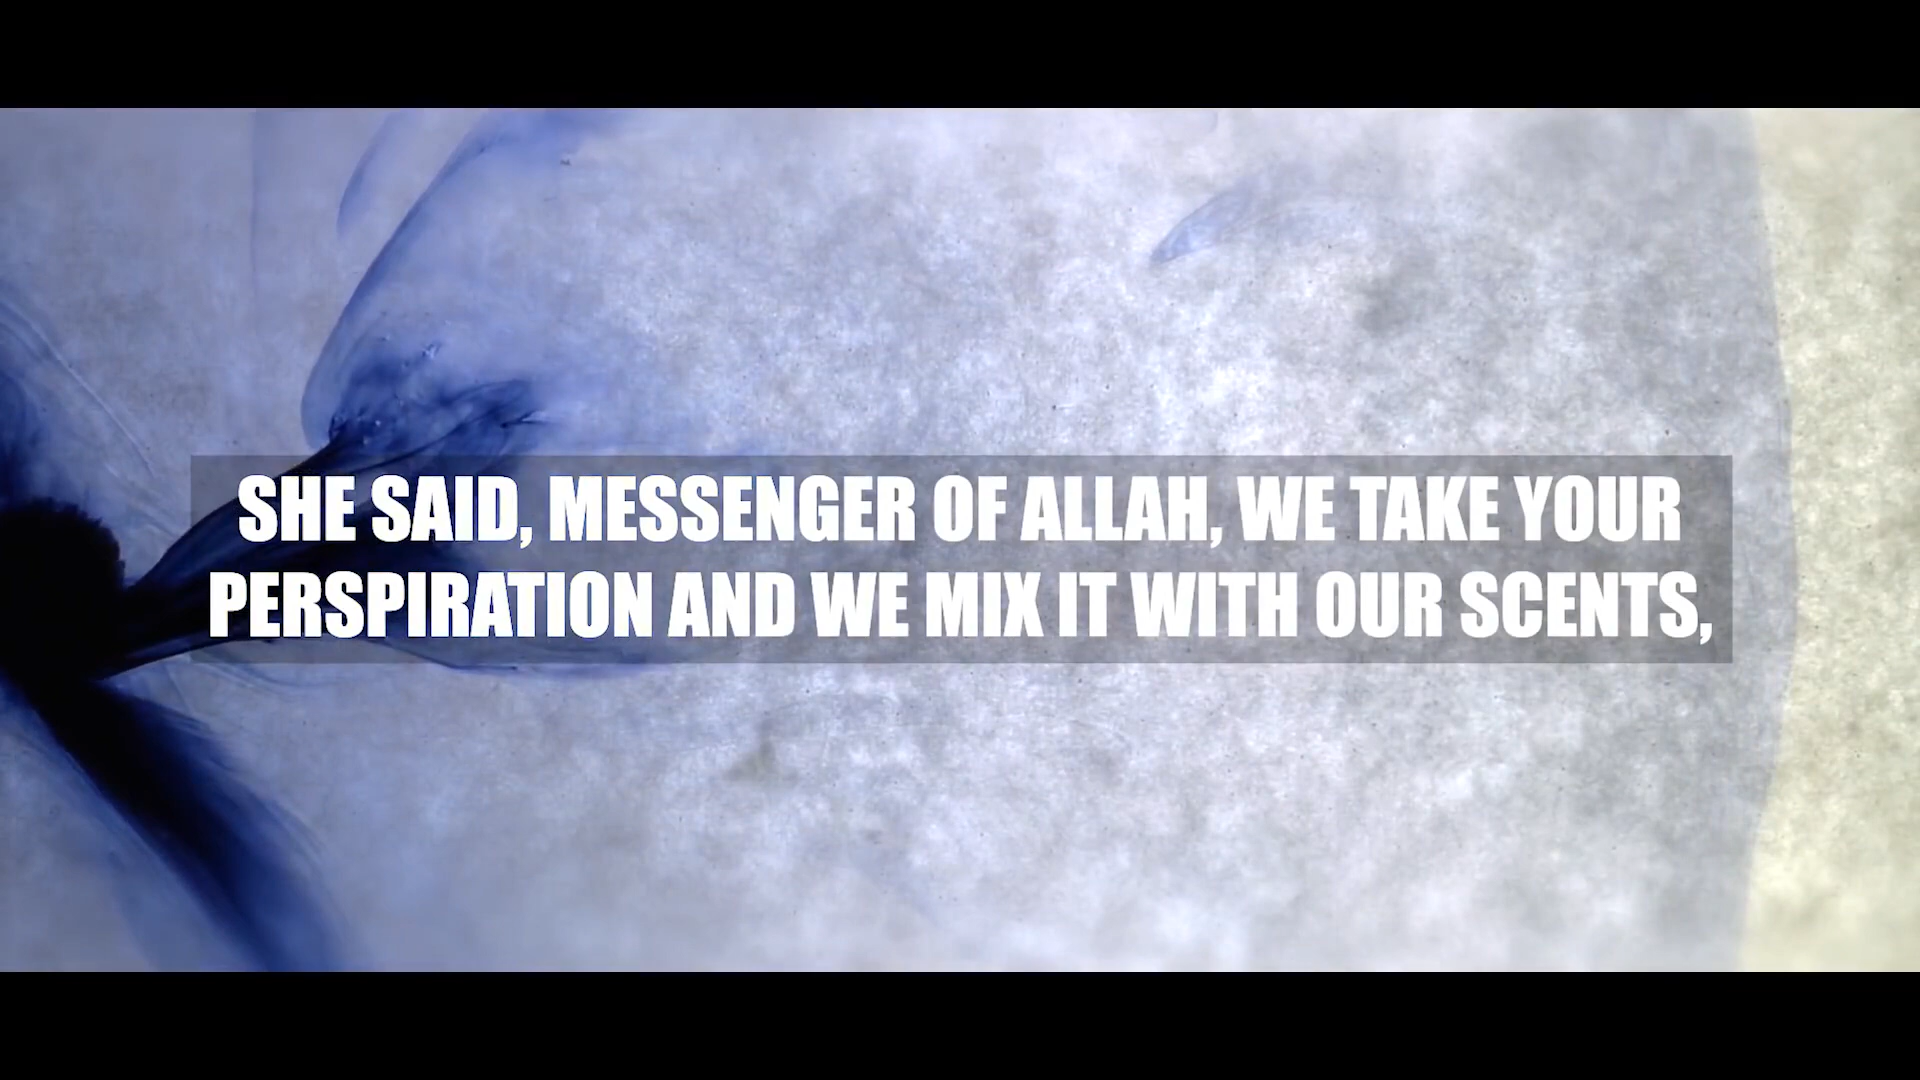 SHE SAID, MESSENGER OF ALLAH, WE TAKE YOUR
PERSPIRATION AND WE MIX IT WITH OUR SCENTS,